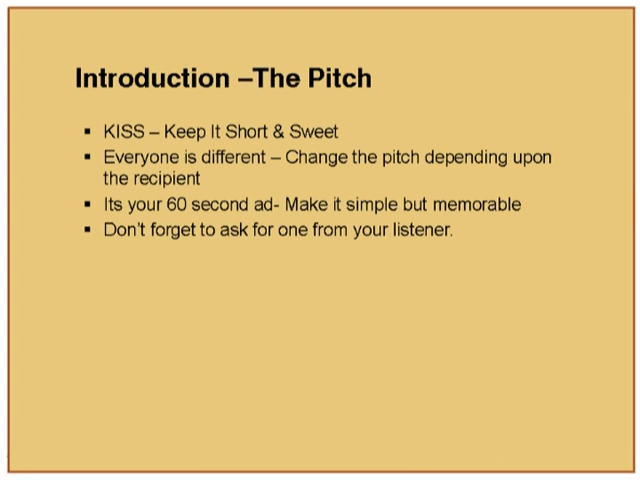 Introduction –The Pitch
▪ KISS – Keep It Short & Sweet
▪ Everyone is different – Change the pitch depending upon
the recipient
▪ Its your 60 second ad- Make it simple but memorable
▪ Don't forget to ask for one from your listener.